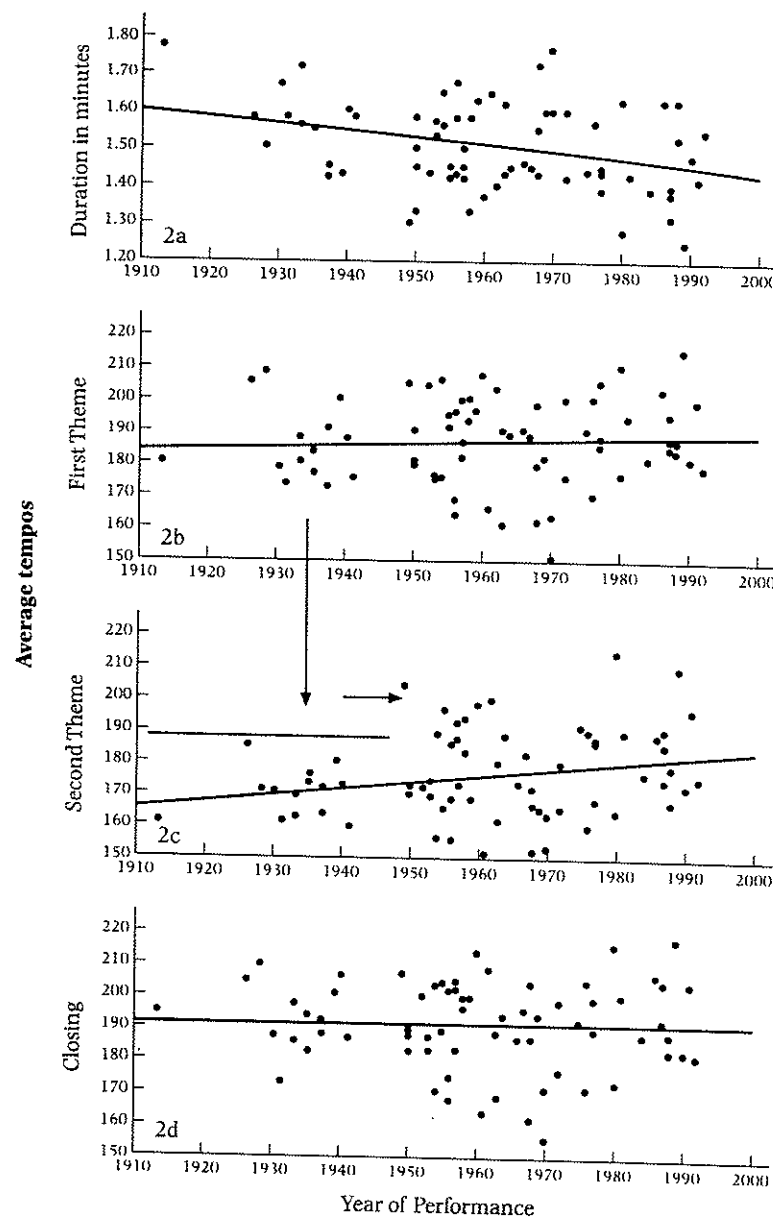 1.80
1.70
1.60
1.50
1.40
1.30
1.20
Duration in minutes
2a
1910 1920 1930 1940 1950 1960 1970 1980 1990 2000
Average tempos
220
210
200
190
180
170
160
150
First Theme
2b
1910 1920 1930 1940 1950 1960 1970 1980 1990 2000
220
210
200
190
180
170
160
150
Second Theme
2c
1910 1920 1930 1940 1950 1960 1970 1980 1990 2000
220
210
200
190
180
170
160
150
Closing
2d
1910 1920 1930 1940 1950 1960 1970 1980 1990 2000
Year of Performance